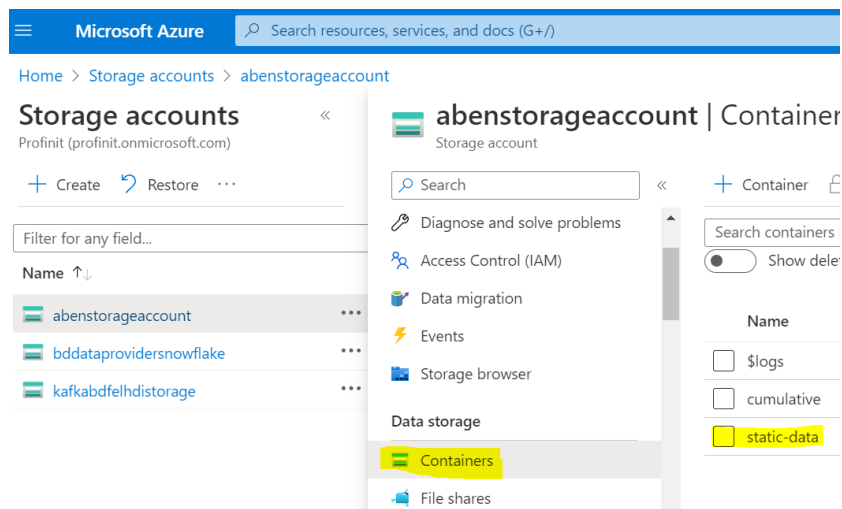 Microsoft Azure
Search resources, services, and docs (G+/)
Home > Storage accounts > abenstorageaccount
Storage accounts
Profinit (profinit.onmicrosoft.com)
Create Restore ...
Filter for any field...
Name ↑↓
abenstorageaccount ...
bddataprovidersnowflake ...
kafkabdfelhdistorage ...
abenstorageaccount | Container
Storage account
Search
Diagnose and solve problems
Access Control (IAM)
Data migration
Events
Storage browser
Data storage
Containers
File shares
+ Container
Search containers
Show dele
Name
$logs
cumulative
static-data